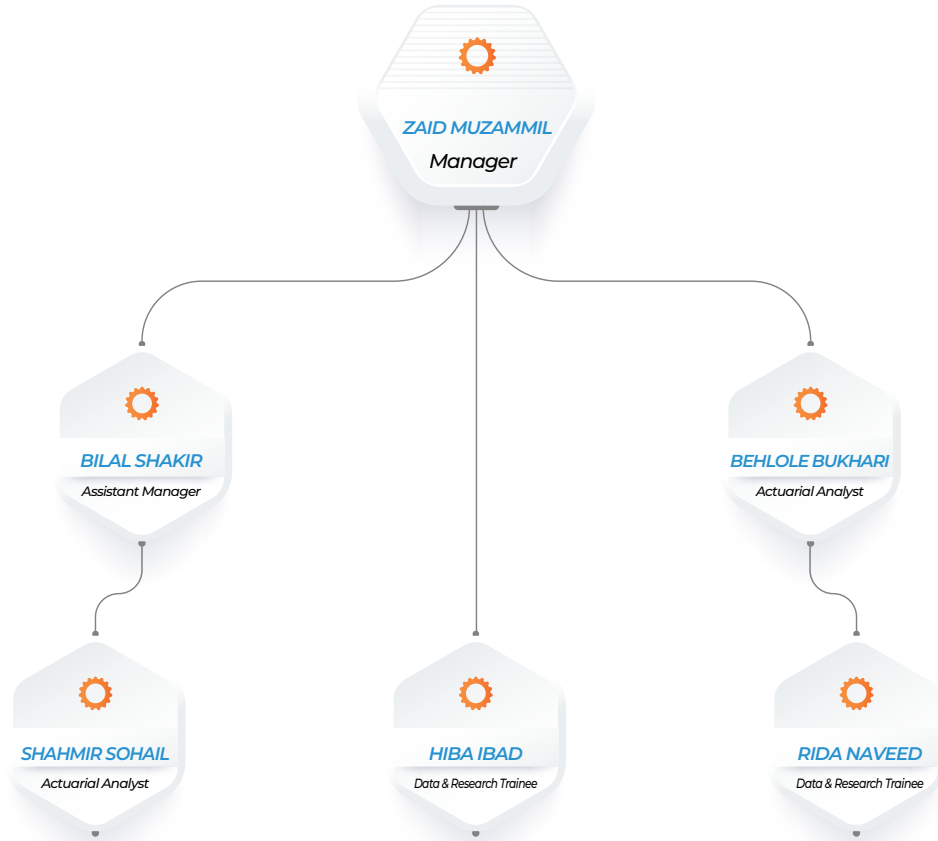 ZAID MUZAMMIL
Manager
BILAL SHAKIR
Assistant Manager
BEHLOLE BUKHARI
Actuarial Analyst
SHAHMIR SOHAIL
Actuarial Analyst
HIBA IBAD
Data & Research Trainee
RIDA NAVEED
Data & Research Trainee